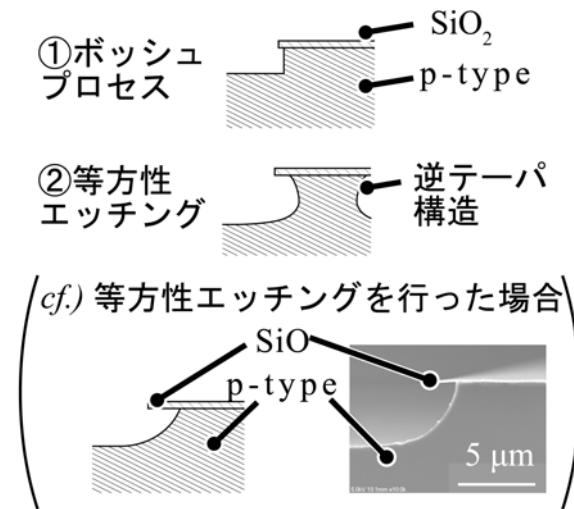 SiO2
①ボッシュ
プロセス
p-type
②等方性
エッチング
逆テーパ
構造
cf.) 等方性エッチングを行った場合
SiO
p-type
5 μm